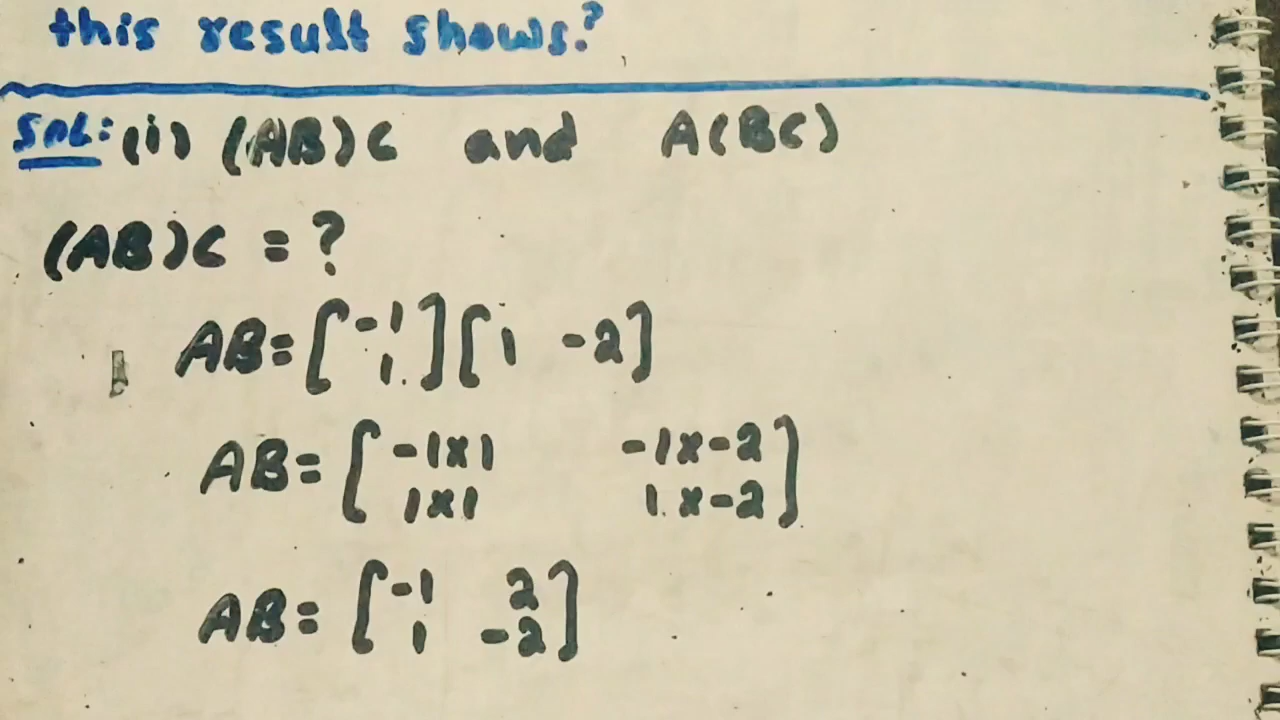 this result shows?
Sol: (i) (AB)C and A(BC)
(AB)C = ?
AB = [-1 1] [1 -2]
AB = [-1x1 -1x-2
1x1 1x-2]
AB = [-1 2
1 -2]